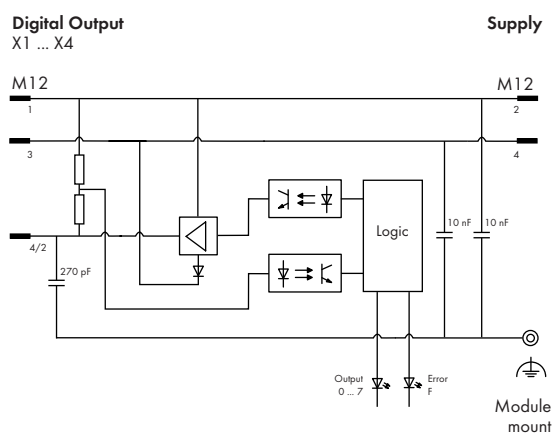 Digital Output
X1 ... X4
Supply
M12
M12
1
2
3
4
10 nF
10 nF
Logic
4/2
270 pF
Output
0 ... 7
Error
F
Module
mount